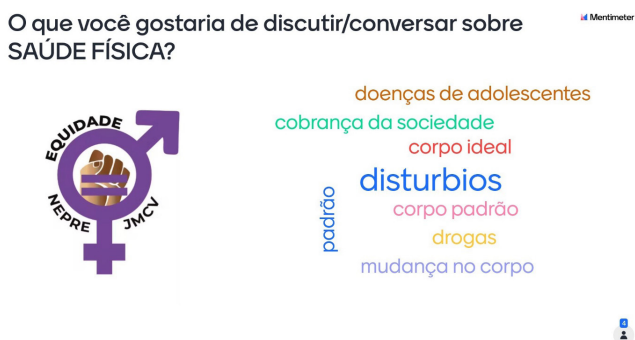 O que você gostaria de discutir/conversar sobre
SAÚDE FÍSICA?
Mentimeter
EQUIDADE
NEPRE JMCV
doenças de adolescentes
cobrança da sociedade
corpo ideal
disturbios
padrão
corpo padrão
drogas
mudança no corpo
4